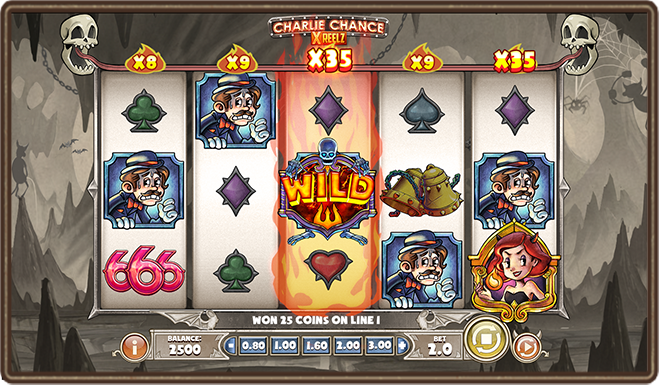 CHARLIE CHANCE
XREELZ
X8 X9 X35 X9 X35
WILD
666
WON 25 COINS ON LINE 1
BALANCE:
2500
0.80 1.00 1.60 2.00 3.00
BET
2.0